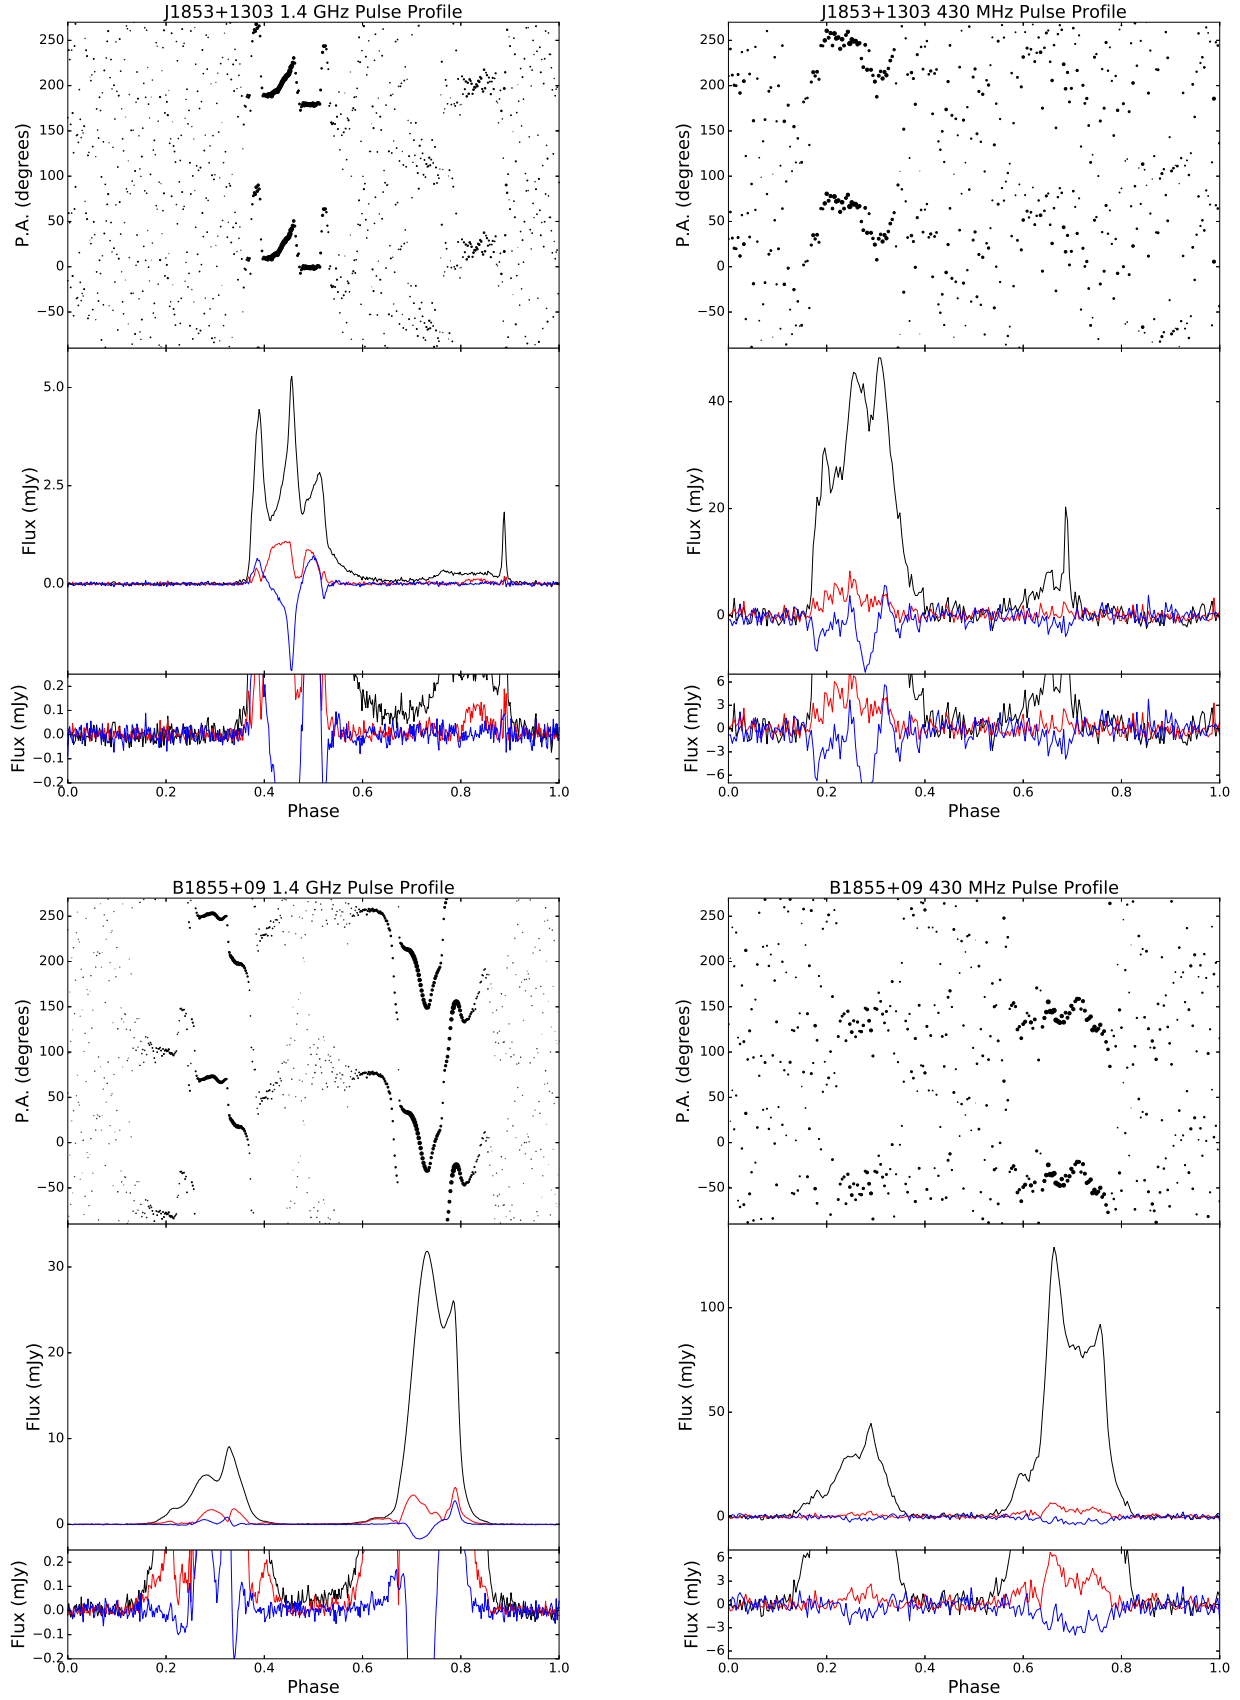 J1853+1303 1.4 GHz Pulse Profile
P.A. (degrees)
250
200
150
100
50
0
−50
Flux (mJy)
5.0
2.5
0.0
Flux (mJy)
0.2
0.1
0.0
−0.1
−0.2
0.0 0.2 0.4 0.6 0.8 1.0
Phase
J1853+1303 430 MHz Pulse Profile
P.A. (degrees)
250
200
150
100
50
0
−50
Flux (mJy)
40
20
0
Flux (mJy)
6
3
0
−3
−6
0.0 0.2 0.4 0.6 0.8 1.0
Phase
B1855+09 1.4 GHz Pulse Profile
P.A. (degrees)
250
200
150
100
50
0
−50
Flux (mJy)
30
20
10
0
Flux (mJy)
0.2
0.1
0.0
−0.1
−0.2
0.0 0.2 0.4 0.6 0.8 1.0
Phase
B1855+09 430 MHz Pulse Profile
P.A. (degrees)
250
200
150
100
50
0
−50
Flux (mJy)
100
50
0
Flux (mJy)
6
3
0
−3
−6
0.0 0.2 0.4 0.6 0.8 1.0
Phase